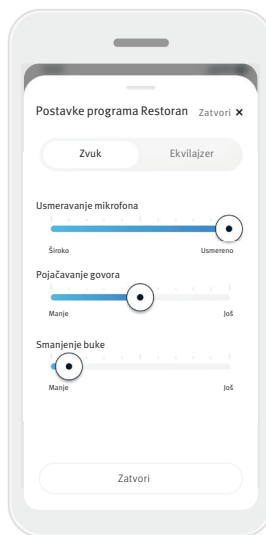 Postavke programa Restoran Zatvori ×
Zvuk Ekvilajzer
Usmeravanje mikrofona
Široko Usmereno
Pojačavanje govora
Manje Još
Smanjenje buke
Manje Još
Zatvori